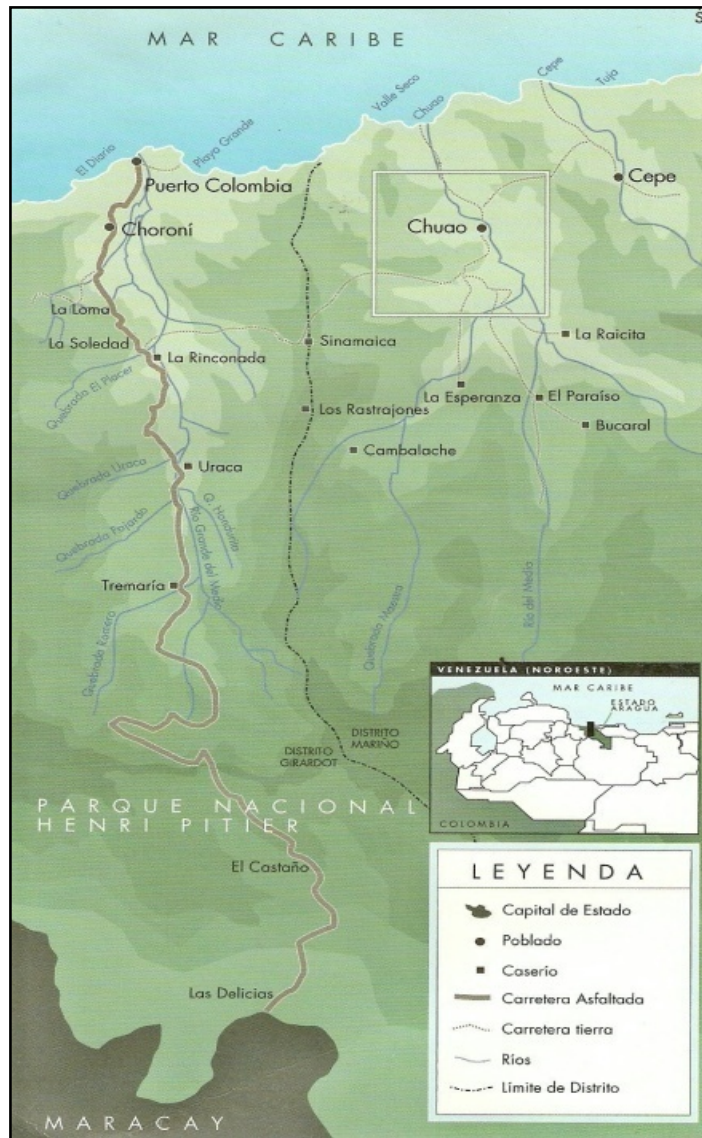 S
MAR CARIBE
Cepe
Tuja
Valle Seco
Chuao
El Diario
Playa Grande
Puerto Colombia
Cepe
Choroní
Chuao
La Loma
La Soledad
La Rinconada
Sinamaica
La Raicita
Quebrada El Placer
La Esperanza
El Paraíso
Los Rastrojones
Bucaral
Cambalache
Uraca
Quebrada Uraca
Q. Hondurita
Quebrada Fajardo
Río Grande del Medio
Tremaría
Quebrada Romero
Quebrada Maestra
Río del Medio
VENEZUELA (NOROESTE)
MAR CARIBE
ESTADO
ARAGUA
COLOMBIA
DISTRITO
MARIÑO
DISTRITO
GIRARDOT
PARQUE NACIONAL
HENRI PITIER
El Castaño
Las Delicias
MARACAY
LEYENDA
Capital de Estado
Poblado
Caserío
Carretera Asfaltada
Carretera tierra
Ríos
Límite de Distrito